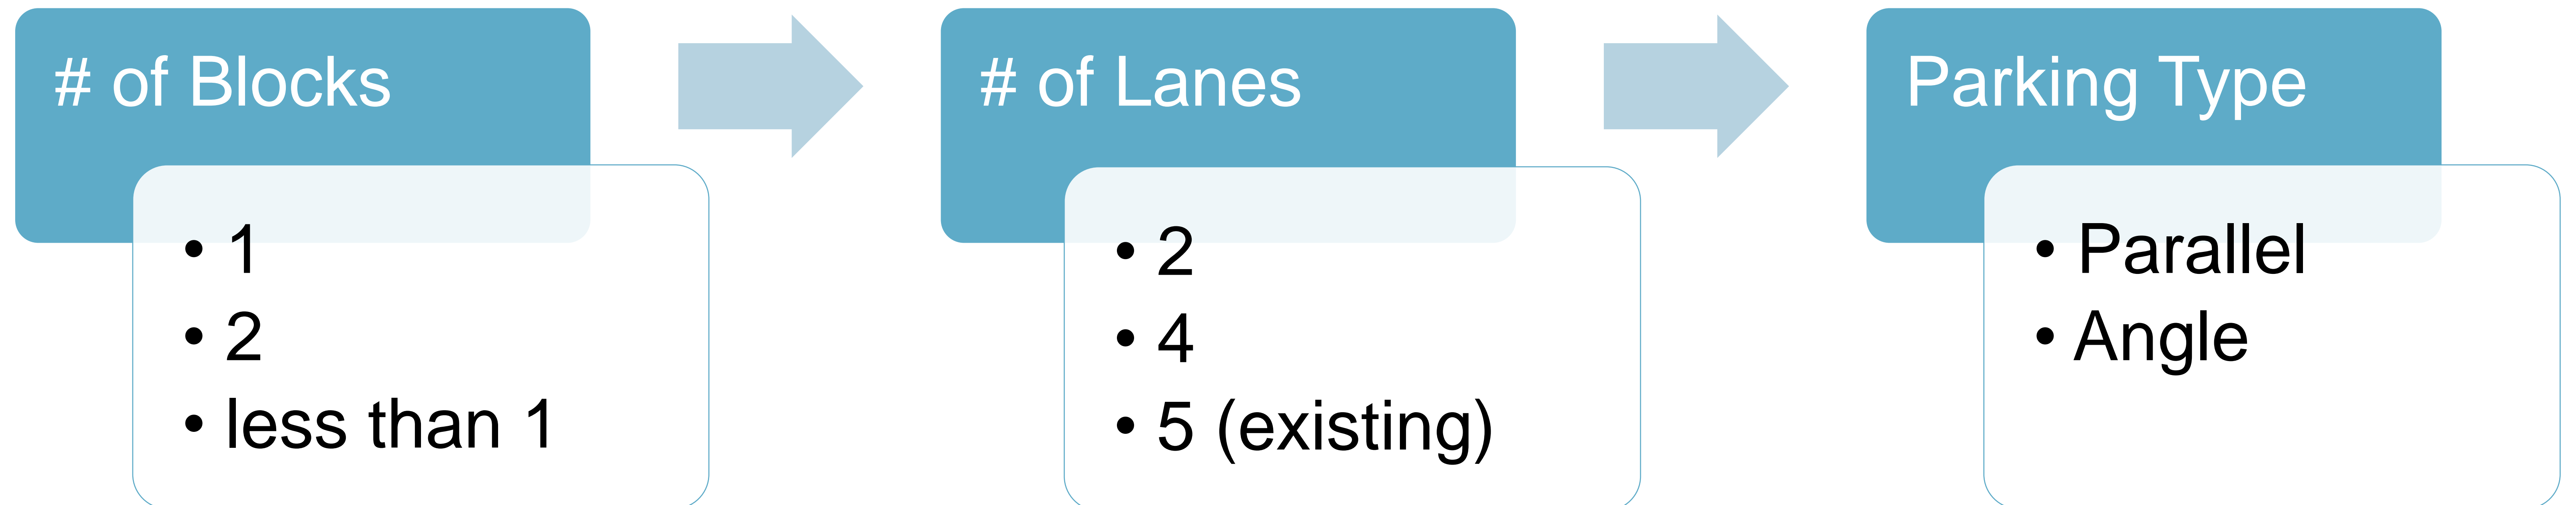 # of Blocks
• 1
• 2
• less than 1
# of Lanes
• 2
• 4
• 5 (existing)
Parking Type
• Parallel
• Angle